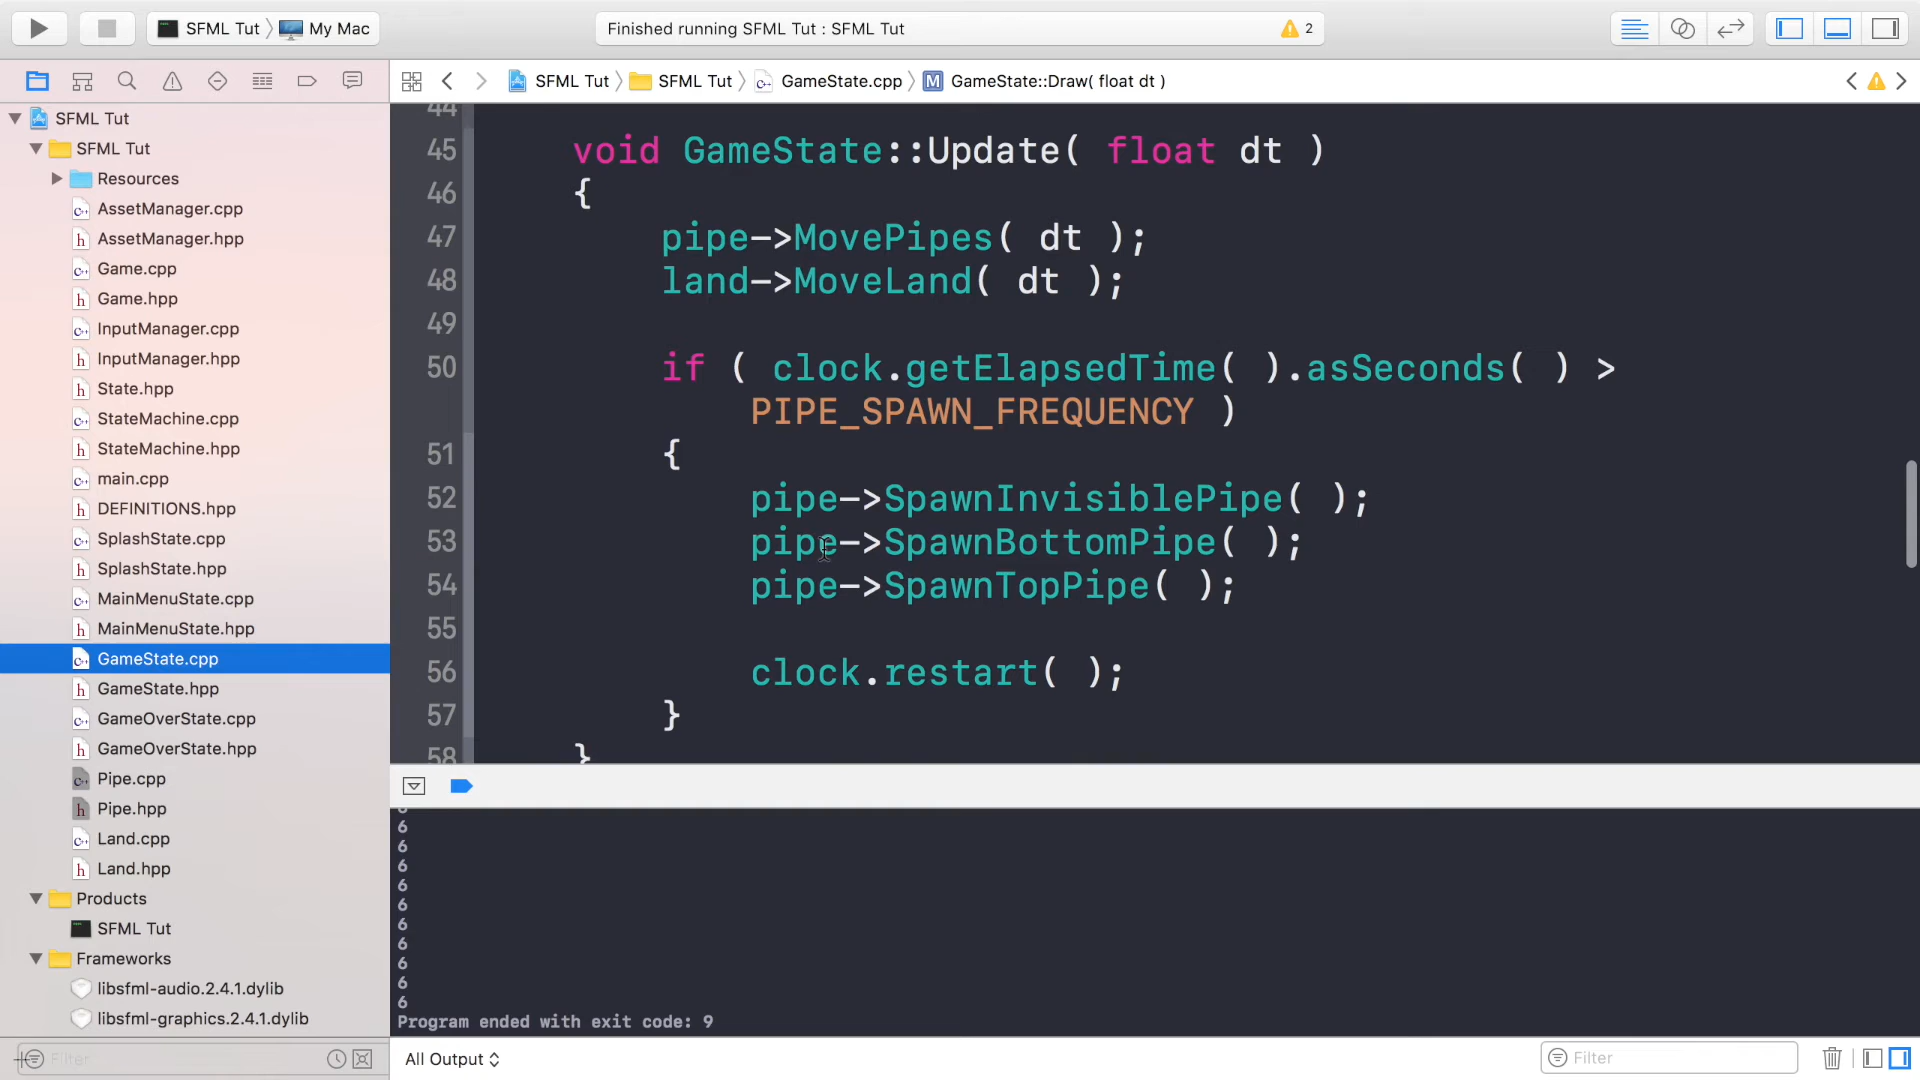 SFML Tut
My Mac
Finished running SFML Tut : SFML Tut
2
SFML Tut
SFML Tut
GameState.cpp
M
GameState::Draw( float dt )
SFML Tut
SFML Tut
Resources
AssetManager.cpp
AssetManager.hpp
Game.cpp
Game.hpp
InputManager.cpp
InputManager.hpp
State.hpp
StateMachine.cpp
StateMachine.hpp
main.cpp
DEFINITIONS.hpp
SplashState.cpp
SplashState.hpp
MainMenuState.cpp
MainMenuState.hpp
GameState.cpp
GameState.hpp
GameOverState.cpp
GameOverState.hpp
Pipe.cpp
Pipe.hpp
Land.cpp
Land.hpp
Products
SFML Tut
Frameworks
libsfml-audio.2.4.1.dylib
libsfml-graphics.2.4.1.dylib
Filter
44
45 void GameState::Update( float dt )
46 {
47 pipe->MovePipes( dt );
48 land->MoveLand( dt );
49
50 if ( clock.getElapsedTime( ).asSeconds( ) >
PIPE_SPAWN_FREQUENCY )
51 {
52 pipe->SpawnInvisiblePipe( );
53 pipe->SpawnBottomPipe( );
54 pipe->SpawnTopPipe( );
55
56 clock.restart( );
57 }
58 }
6
6
6
6
6
6
6
6
6
6
6
Program ended with exit code: 9
All Output
Filter